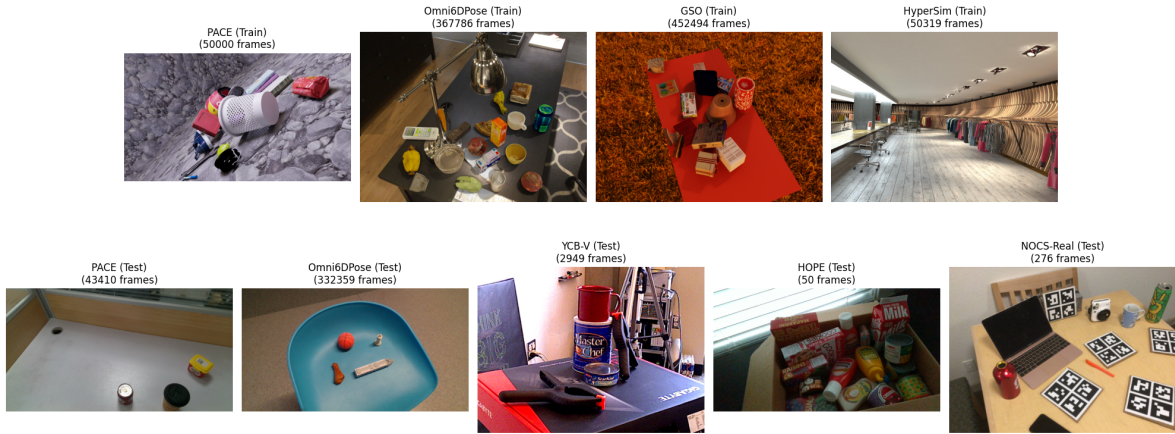 PACE (Train)
(50000 frames)
Omni6DPose (Train)
(367786 frames)
GSO (Train)
(452494 frames)
HyperSim (Train)
(50319 frames)
PACE (Test)
(43410 frames)
Omni6DPose (Test)
(332359 frames)
YCB-V (Test)
(2949 frames)
Master
Chef
GIGABYTE
HOPE (Test)
(50 frames)
Milk
NOCS-Real (Test)
(276 frames)